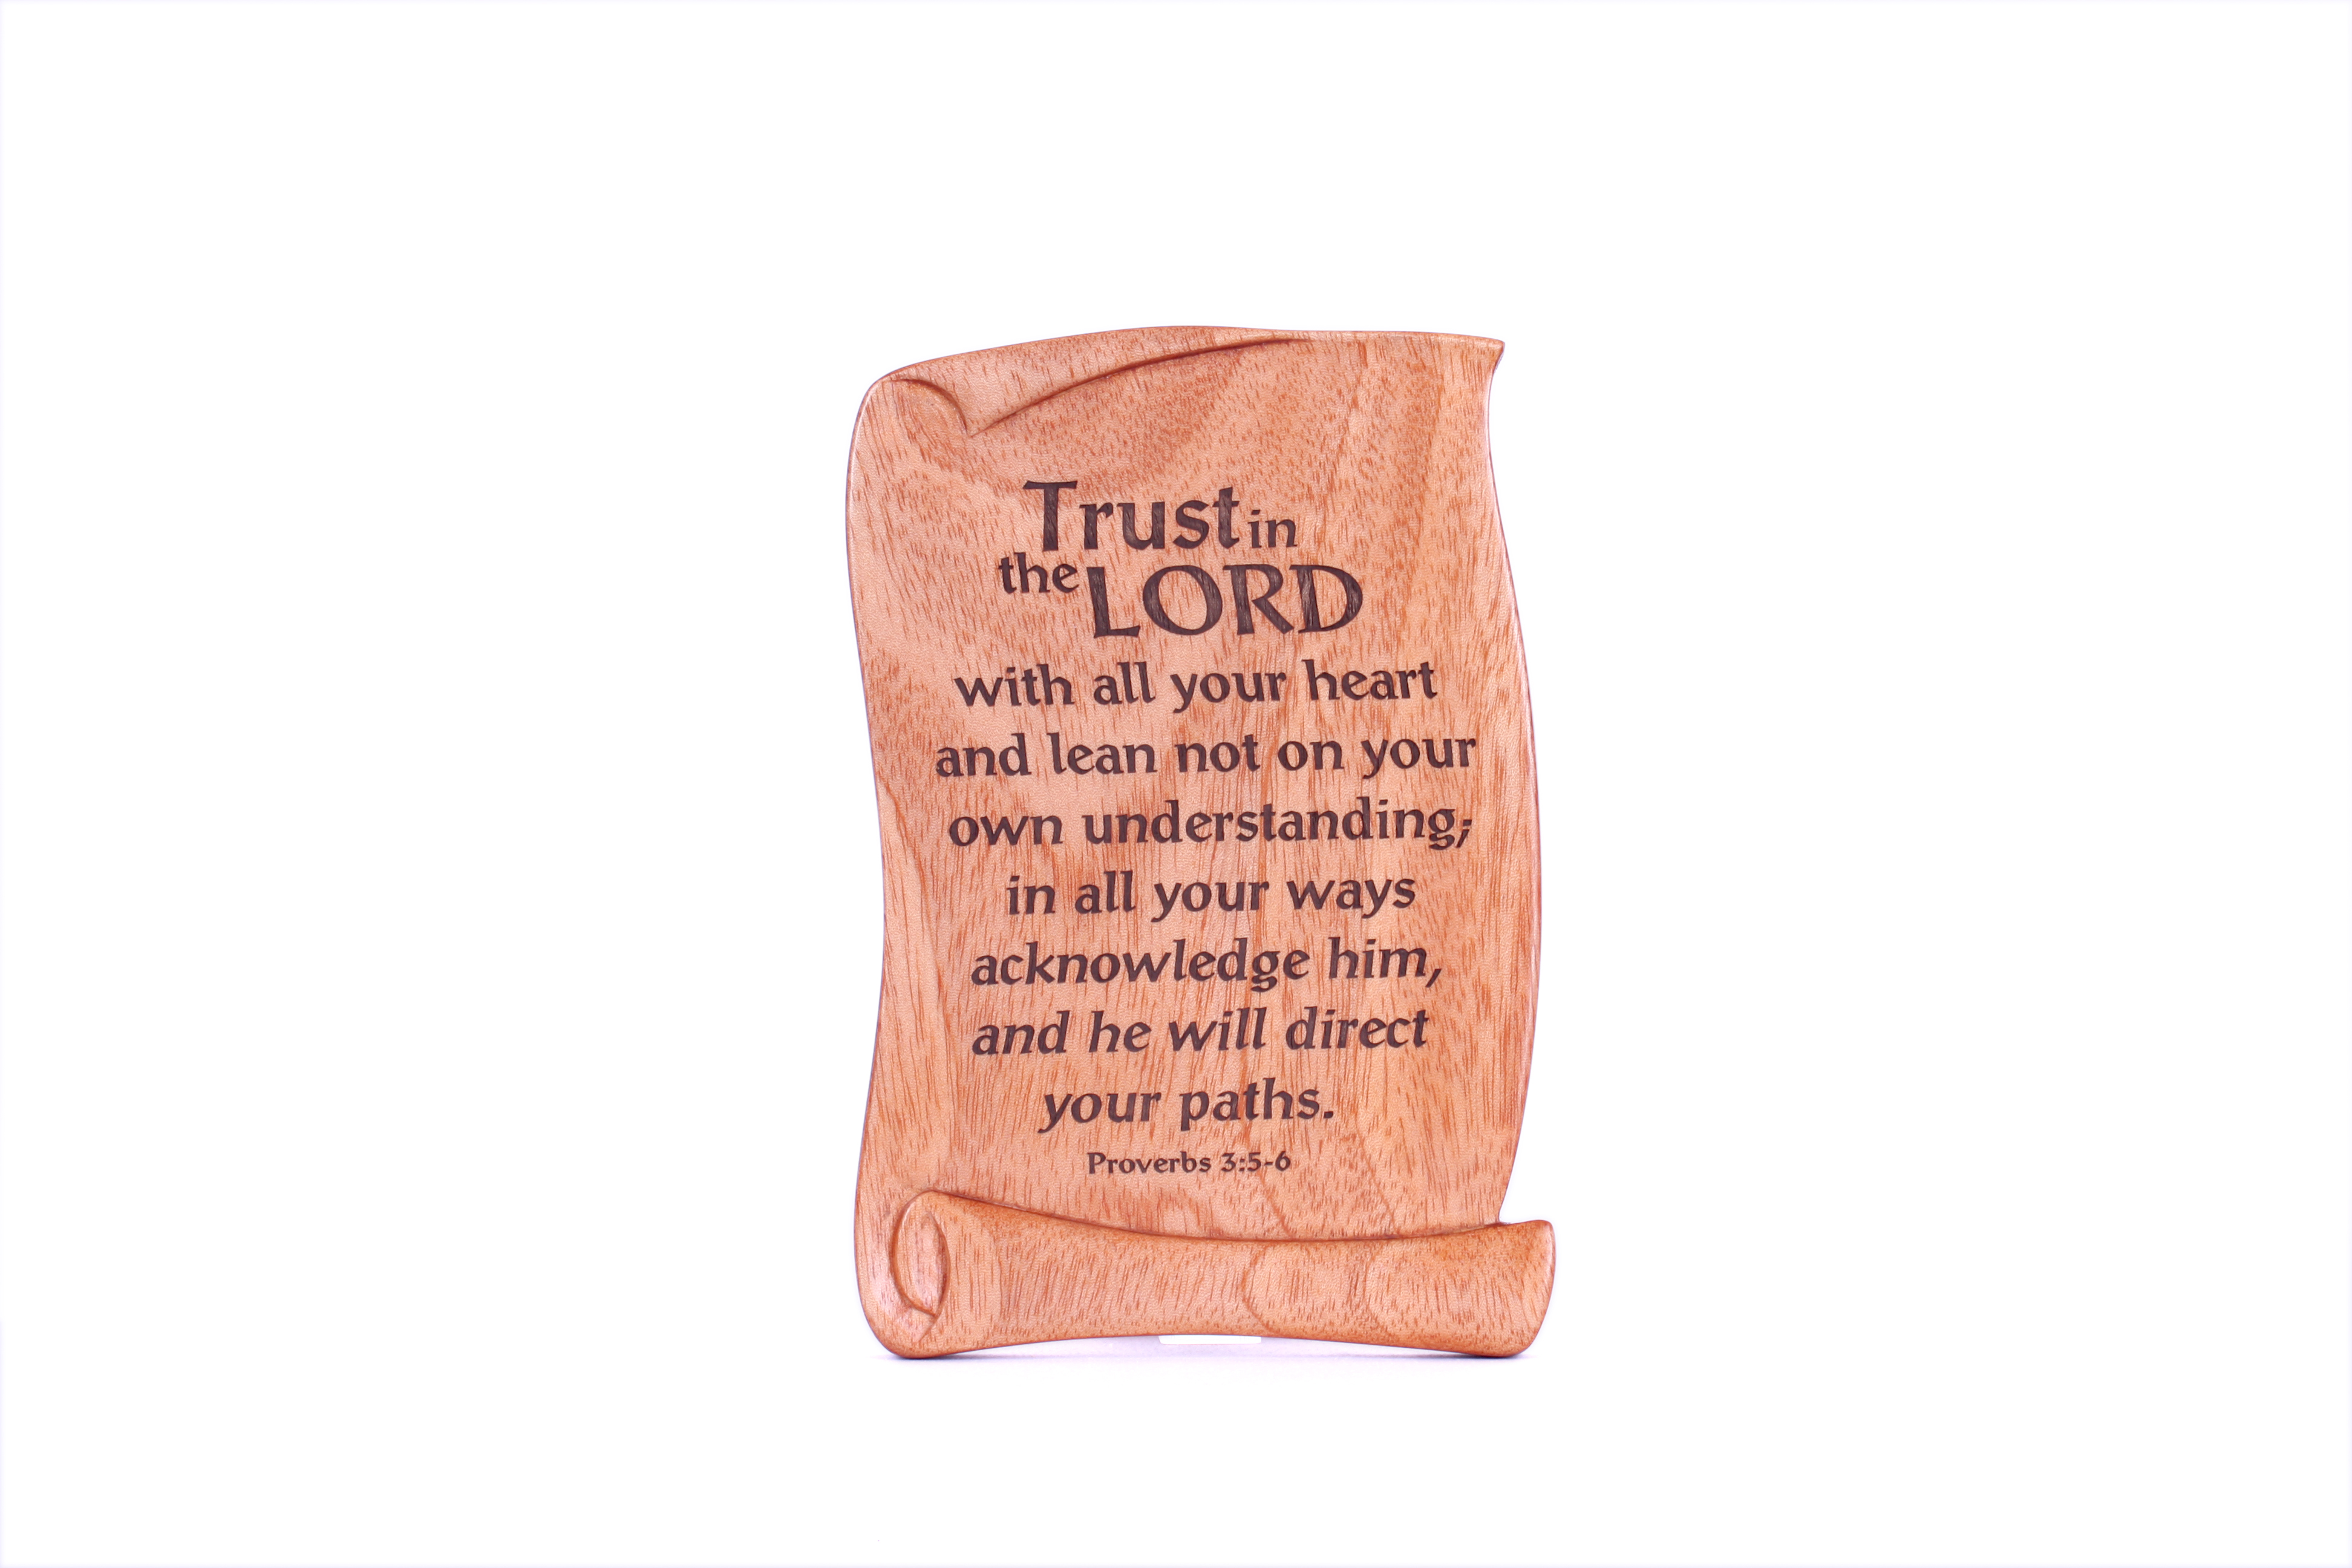 Trust in
the LORD
with all your heart
and lean not on your
own understanding;
in all your ways
acknowledge him,
and he will direct
your paths.
Proverbs 3:5-6